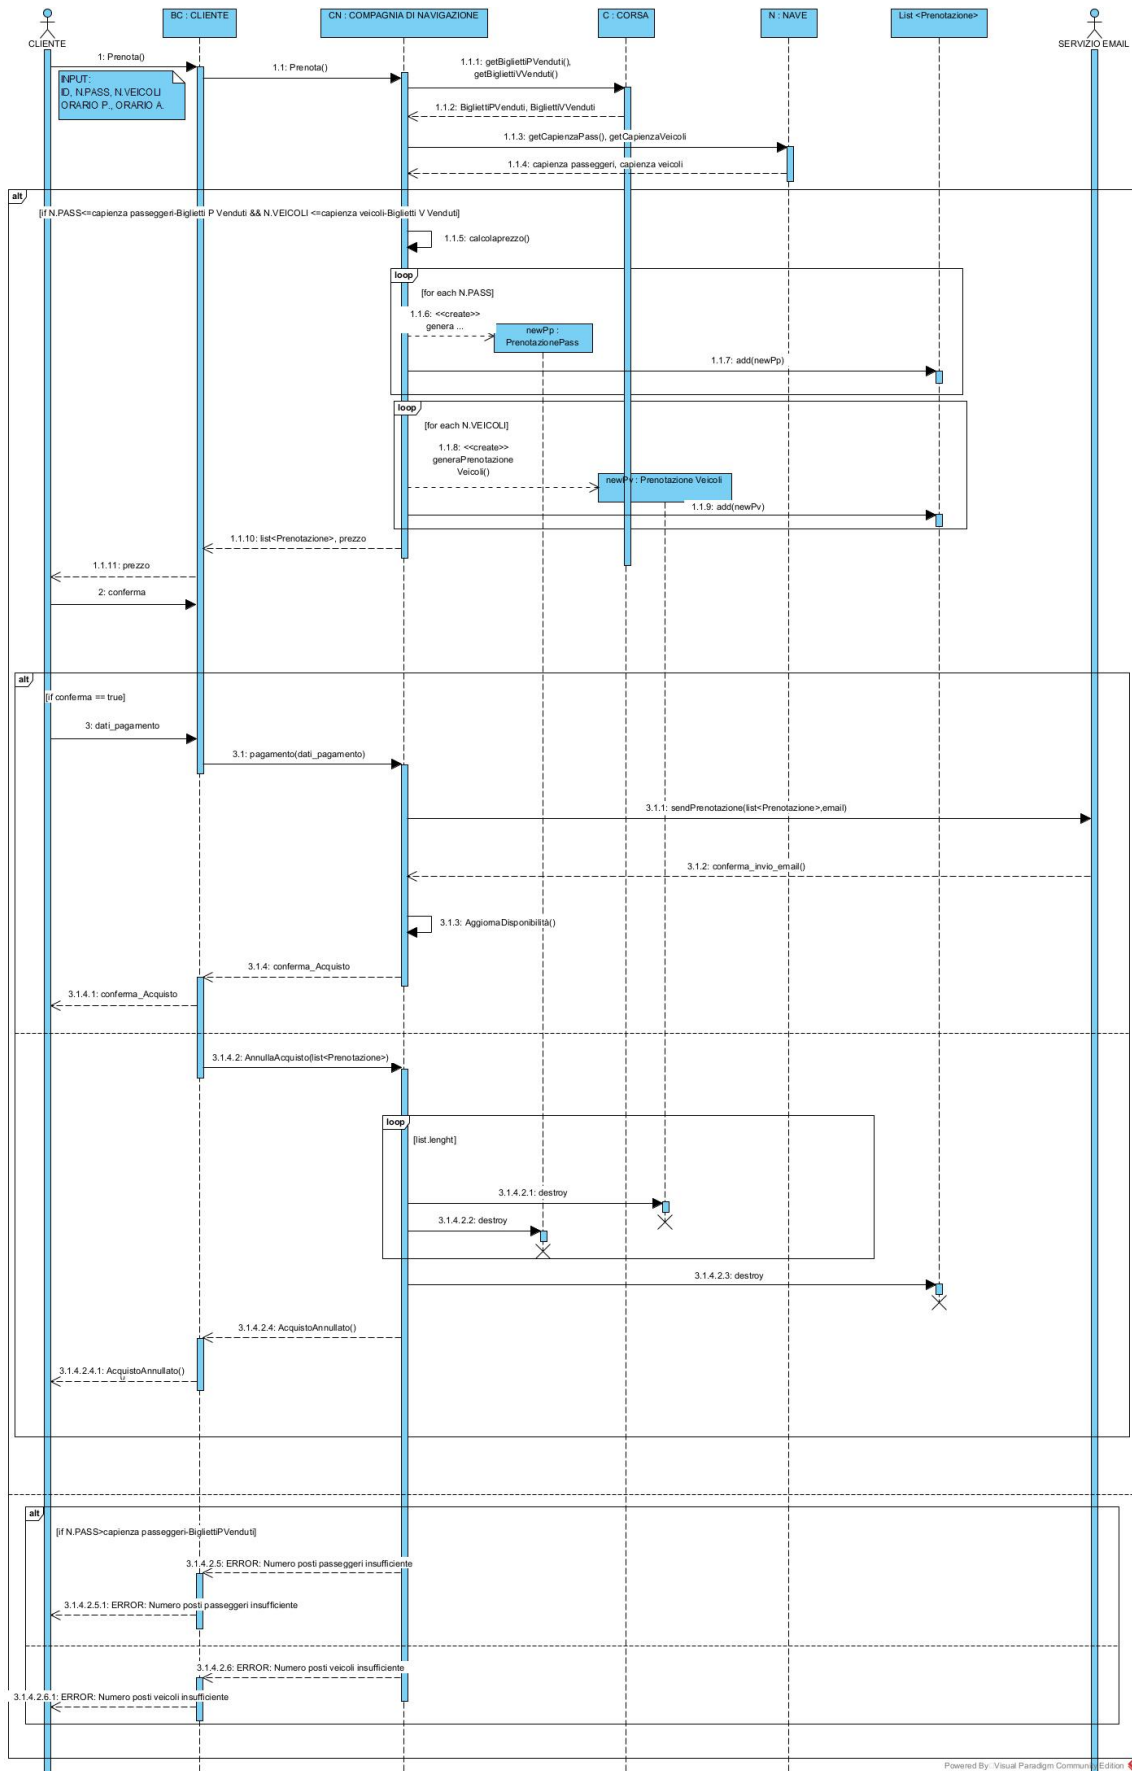 BC : CLIENTE
CN : COMPAGNIA DI NAVIGAZIONE
C : CORSA
N : NAVE
List <Prenotazione>
CLIENTE
SERVIZIO EMAIL
1: Prenota()
INPUT:
ID, N.PASS, N.VEICOLI
ORARIO P., ORARIO A.
1.1: Prenota()
1.1.1: getBigliettiPVenduti(),
getBigliettiVVenduti()
1.1.2: BigliettiPVenduti, BigliettiVVenduti
1.1.3: getCapienzaPass(), getCapienzaVeicoli
1.1.4: capienza passeggeri, capienza veicoli
alt
[if N.PASS<=capienza passeggeri-Biglietti P Venduti && N.VEICOLI <=capienza veicoli-Biglietti V Venduti]
1.1.5: calcolaprezzo()
loop
[for each N.PASS]
1.1.6: <<create>>
genera ...
newPp :
PrenotazionePass
1.1.7: add(newPp)
loop
[for each N.VEICOLI]
1.1.8: <<create>>
generaPrenotazione
Veicoli()
newPv : Prenotazione Veicoli
1.1.9: add(newPv)
1.1.10: list<Prenotazione>, prezzo
1.1.11: prezzo
2: conferma
alt
[if conferma == true]
3: dati_pagamento
3.1: pagamento(dati_pagamento)
3.1.1: sendPrenotazione(list<Prenotazione>,email)
3.1.2: conferma_invio_email()
3.1.3: AggiornaDisponibilità()
3.1.4: conferma_Acquisto
3.1.4.1: conferma_Acquisto
3.1.4.2: AnnullaAcquisto(list<Prenotazione>)
loop
[list.lenght]
3.1.4.2.1: destroy
3.1.4.2.2: destroy
3.1.4.2.3: destroy
3.1.4.2.4: AcquistoAnnullato()
3.1.4.2.4.1: AcquistoAnnullato()
alt
[if N.PASS>capienza passeggeri-BigliettiPVenduti]
3.1.4.2.5: ERROR: Numero posti passeggeri insufficiente
3.1.4.2.5.1: ERROR: Numero posti passeggeri insufficiente
3.1.4.2.6: ERROR: Numero posti veicoli insufficiente
3.1.4.2.6.1: ERROR: Numero posti veicoli insufficiente
Powered By Visual Paradigm Community Edition